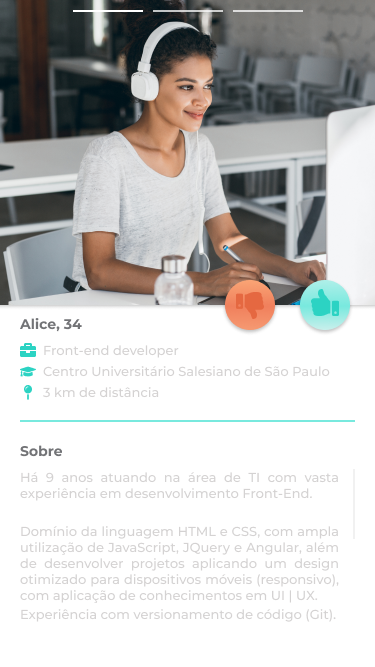 Alice, 34
Front-end developer
Centro Universitário Salesiano de São Paulo
3 km de distância
Sobre
Há 9 anos atuando na área de TI com vasta
experiência em desenvolvimento Front-End.
Domínio da linguagem HTML e CSS, com ampla
utilização de JavaScript, JQuery e Angular, além
de desenvolver projetos aplicando um design
otimizado para dispositivos móveis (responsivo),
com aplicação de conhecimentos em UI | UX.
Experiência com versionamento de código (Git).